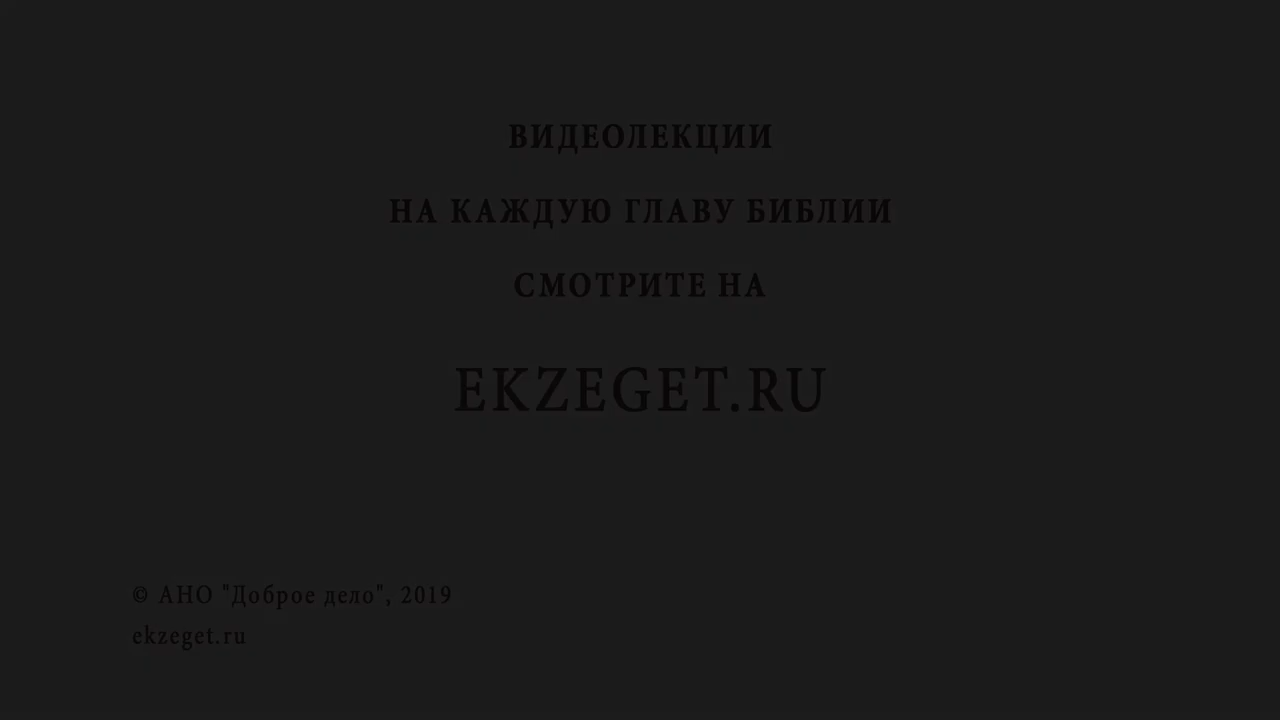 ВИДЕОЛЕКЦИИ
НА КАЖДУЮ ГЛАВУ БИБЛИИ
СМОТРИТЕ НА
EKZEGET.RU
© АНО "Доброе дело", 2019
ekzeget.ru